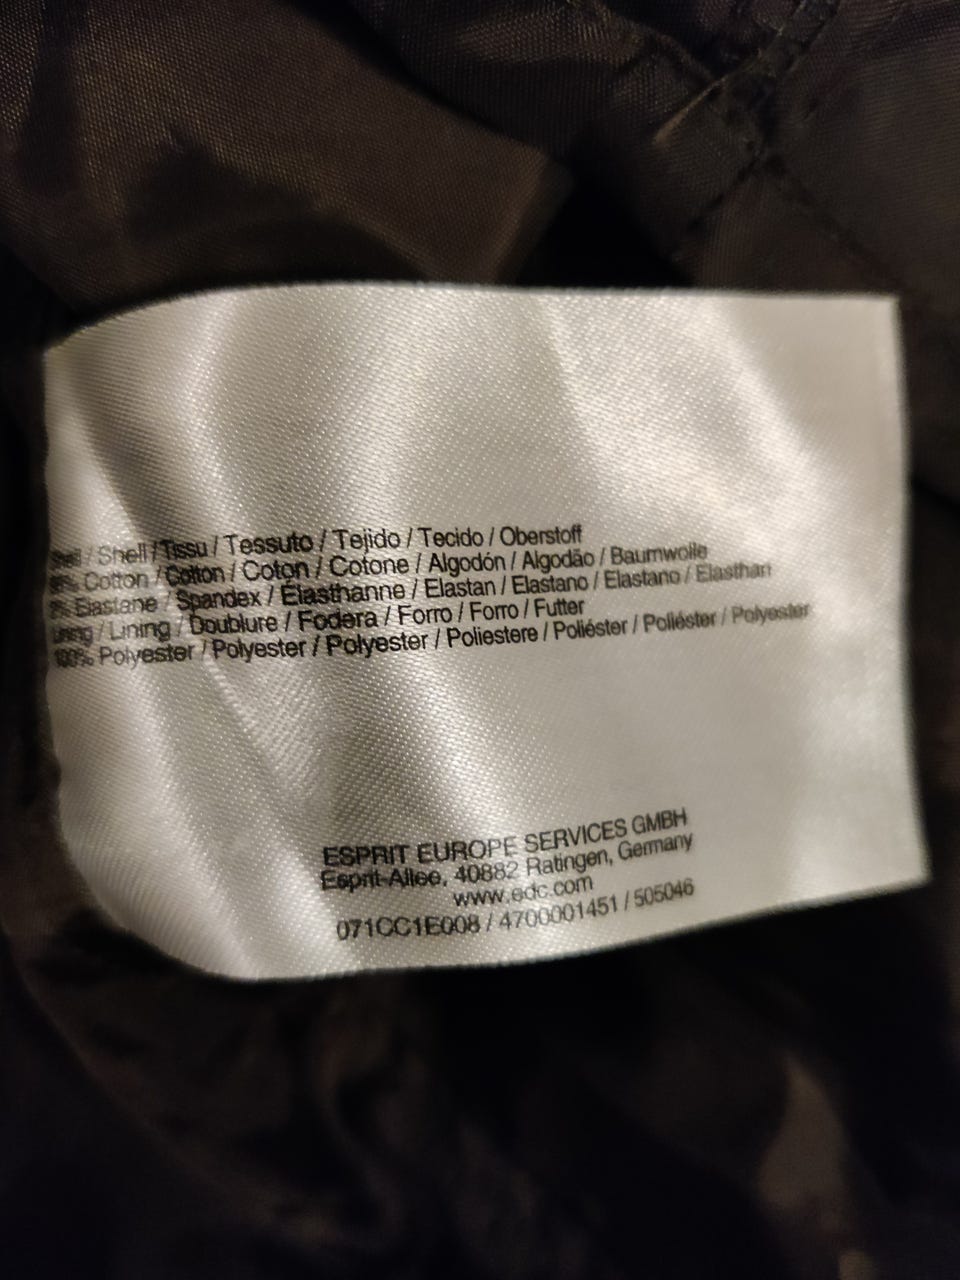 Shell / Shell / Tissu / Tessuto / Tejido / Tecido / Oberstoff
Cotton / Cotton / Coton / Cotone / Algodón / Algodão / Baumwolle
Elastane / Spandex / Élasthanne / Elastan / Elastano / Elastano / Elasthan
Lining / Lining / Doublure / Fodera / Forro / Forro / Futter
100% Polyester / Polyester / Polyester / Poliestere / Poliéster / Poliéster / Polyester
ESPRIT EUROPE SERVICES GMBH
Esprit-Allee, 40882 Ratingen, Germany
www.edc.com
071CC1E008 / 4700001451 / 505046